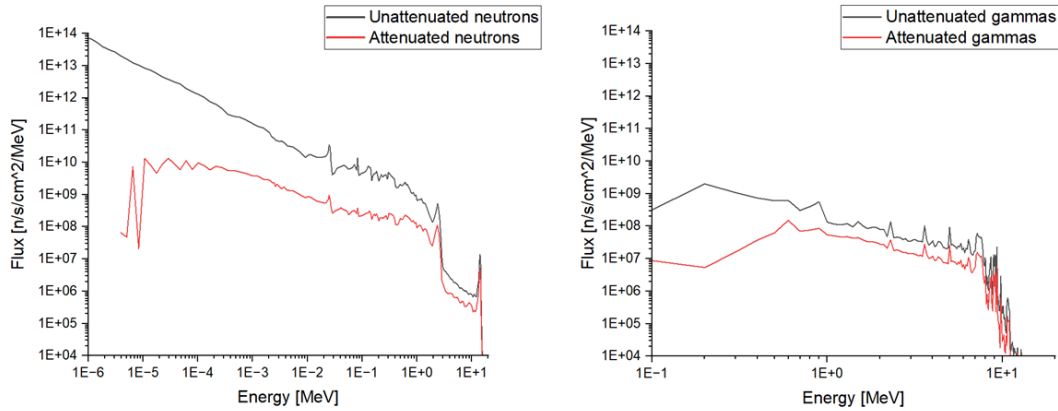 Unattenuated neutrons
Attenuated neutrons
Flux [n/s/cm^2/MeV]
1E+14
1E+13
1E+12
1E+11
1E+10
1E+09
1E+08
1E+07
1E+06
1E+05
1E+04
1E-6
1E-5
1E-4
1E-3
1E-2
1E-1
1E+0
1E+1
Energy [MeV]
Unattenuated gammas
Attenuated gammas
Flux [n/s/cm^2/MeV]
1E+14
1E+13
1E+12
1E+11
1E+10
1E+09
1E+08
1E+07
1E+06
1E+05
1E+04
1E-1
1E+0
1E+1
Energy [MeV]